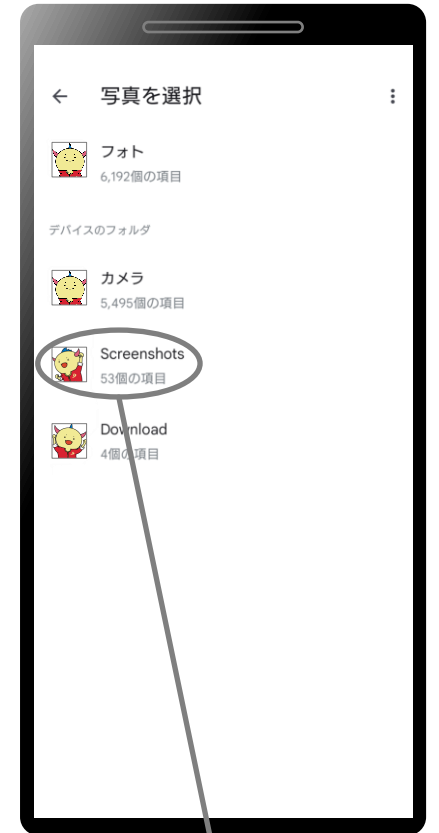 写真を選択
フォト
6,192個の項目
デバイスのフォルダ
カメラ
5,495個の項目
Screenshots
53個の項目
Download
4個の項目